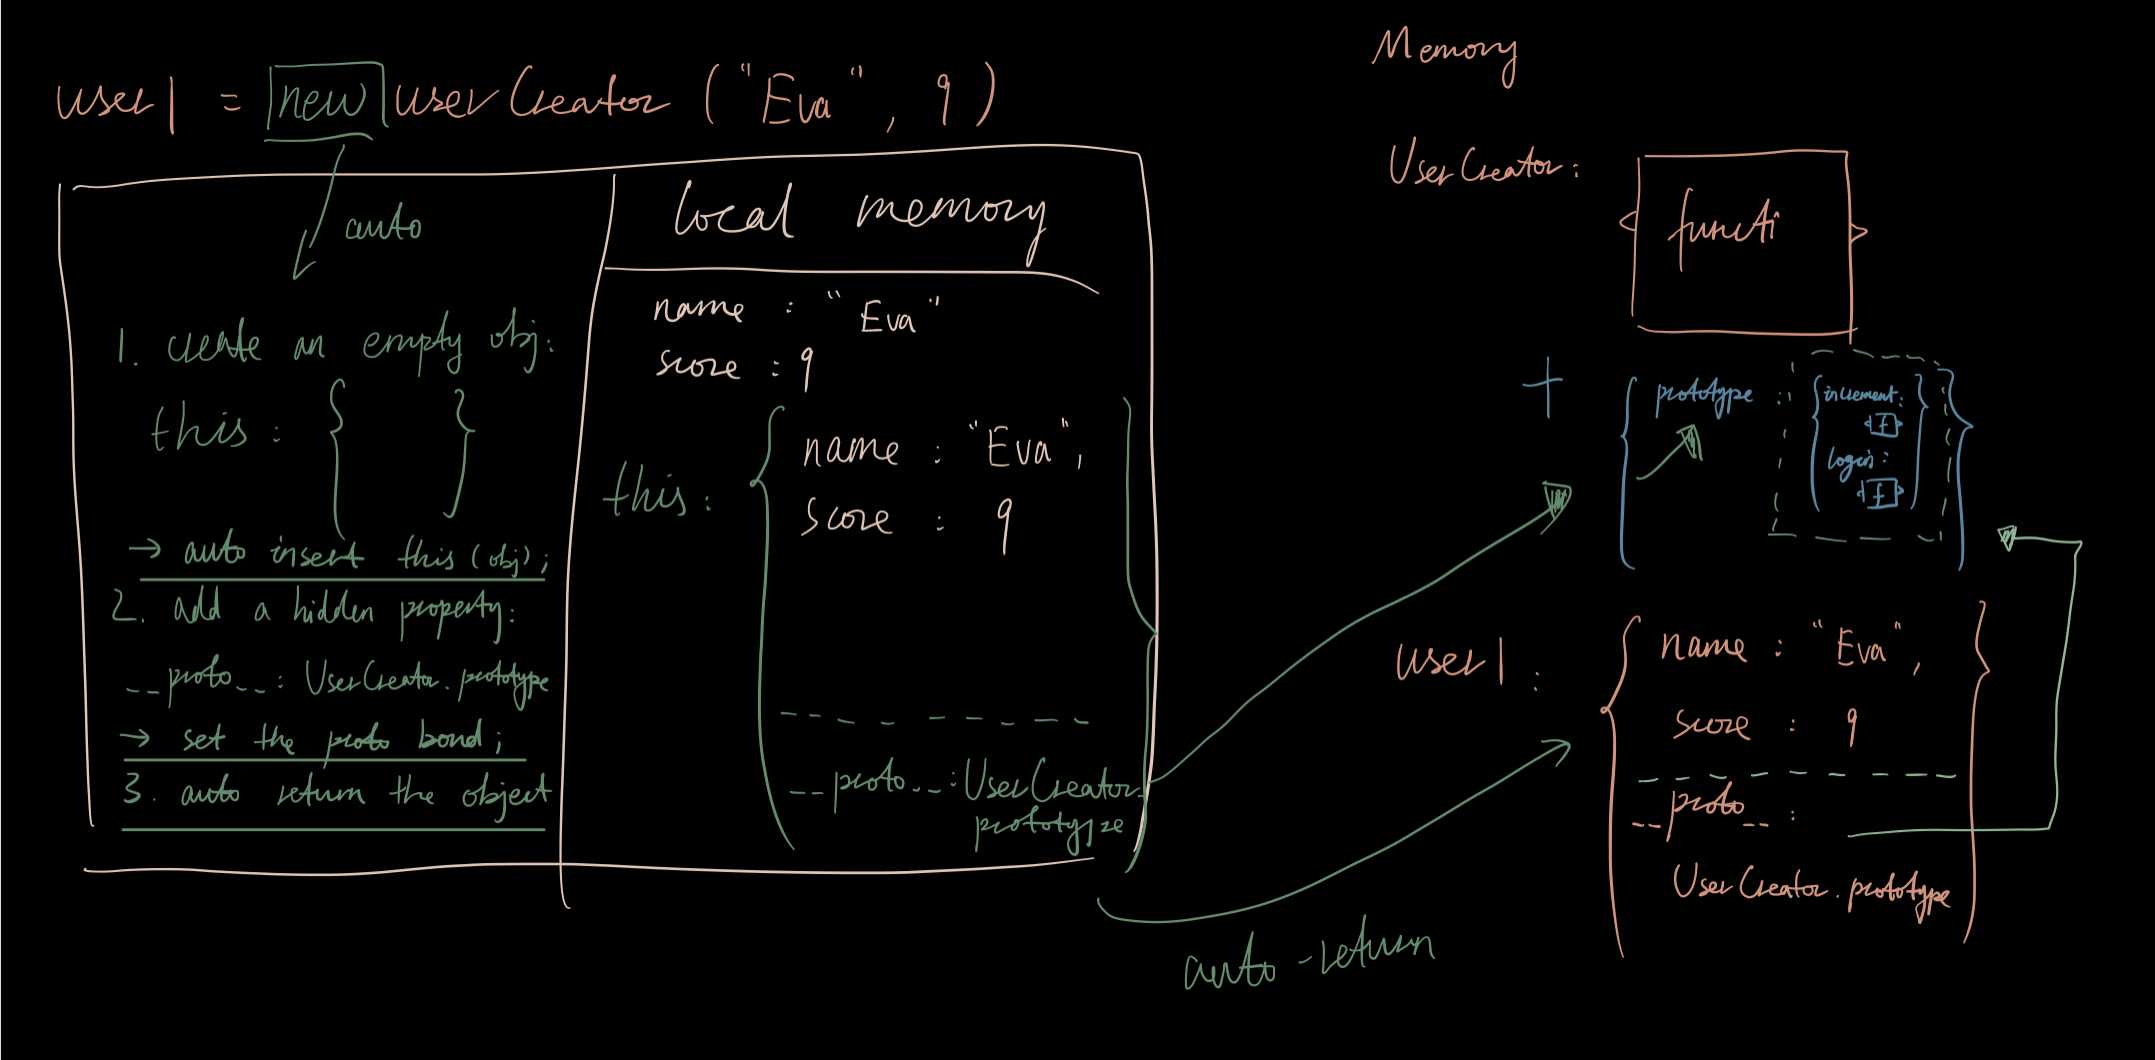 user1 = new userCreator ("Eva", 9)
auto
1. create an empty obj:
this: { }
→ auto insert this (obj);
2. add a hidden property:
__proto__: UserCreator.prototype
→ set the proto bond;
3. auto return the object
local memory
name : "Eva"
score : 9
this: {
name : "Eva",
score : 9
__proto__: UserCreator
prototype
}
auto-return
Memory
UserCreator:
functi
+
{ prototype : { increment:
f
login:
f
} }
user1 : {
name : "Eva",
score : 9
__proto__ :
UserCreator.prototype
}